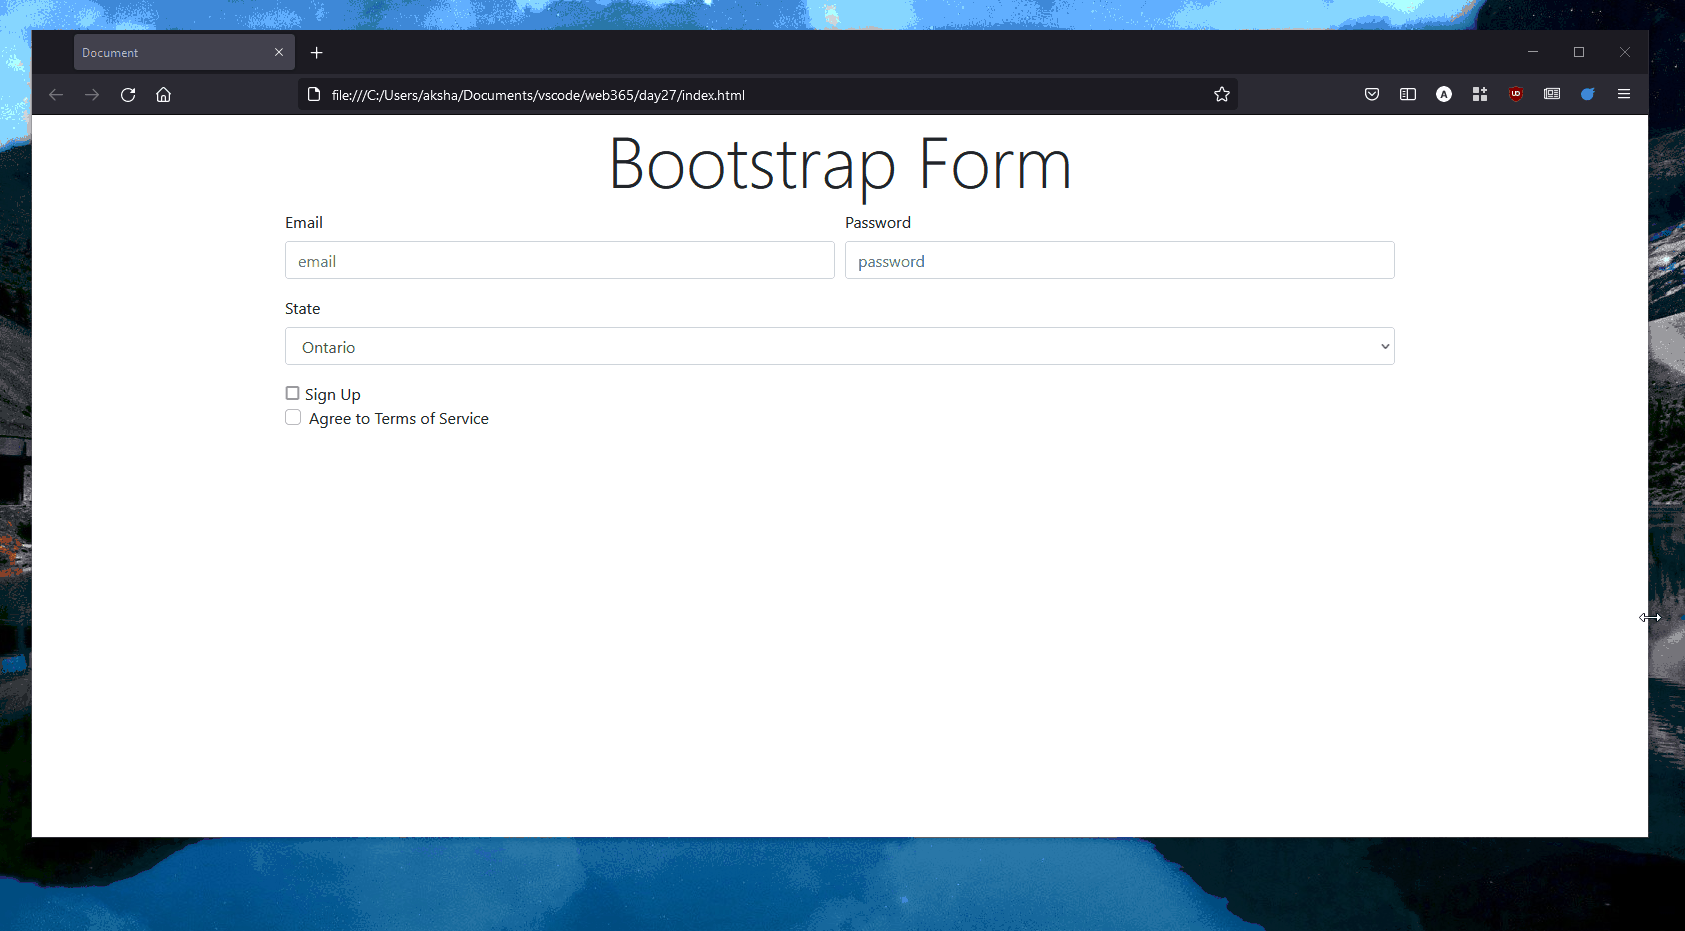 Document
file:///C:/Users/aksha/Documents/vscode/web365/day27/index.html
A
Bootstrap Form
Email Password
email password
State
Ontario
Sign Up
Agree to Terms of Service